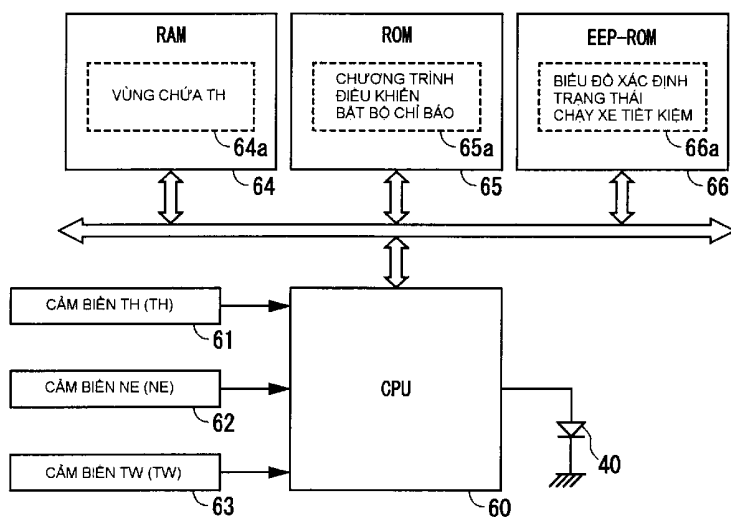 RAM
VÙNG CHỨA TH
64a
64
ROM
CHƯƠNG TRÌNH
ĐIỀU KHIỂN
BẬT BỘ CHỈ BÁO
65a
65
EEP-ROM
BIỂU ĐỒ XÁC ĐỊNH
TRẠNG THÁI
CHẠY XE TIẾT KIỆM
66a
66
CẢM BIẾN TH (TH)
61
CẢM BIẾN NE (NE)
62
CẢM BIẾN TW (TW)
63
CPU
60
40